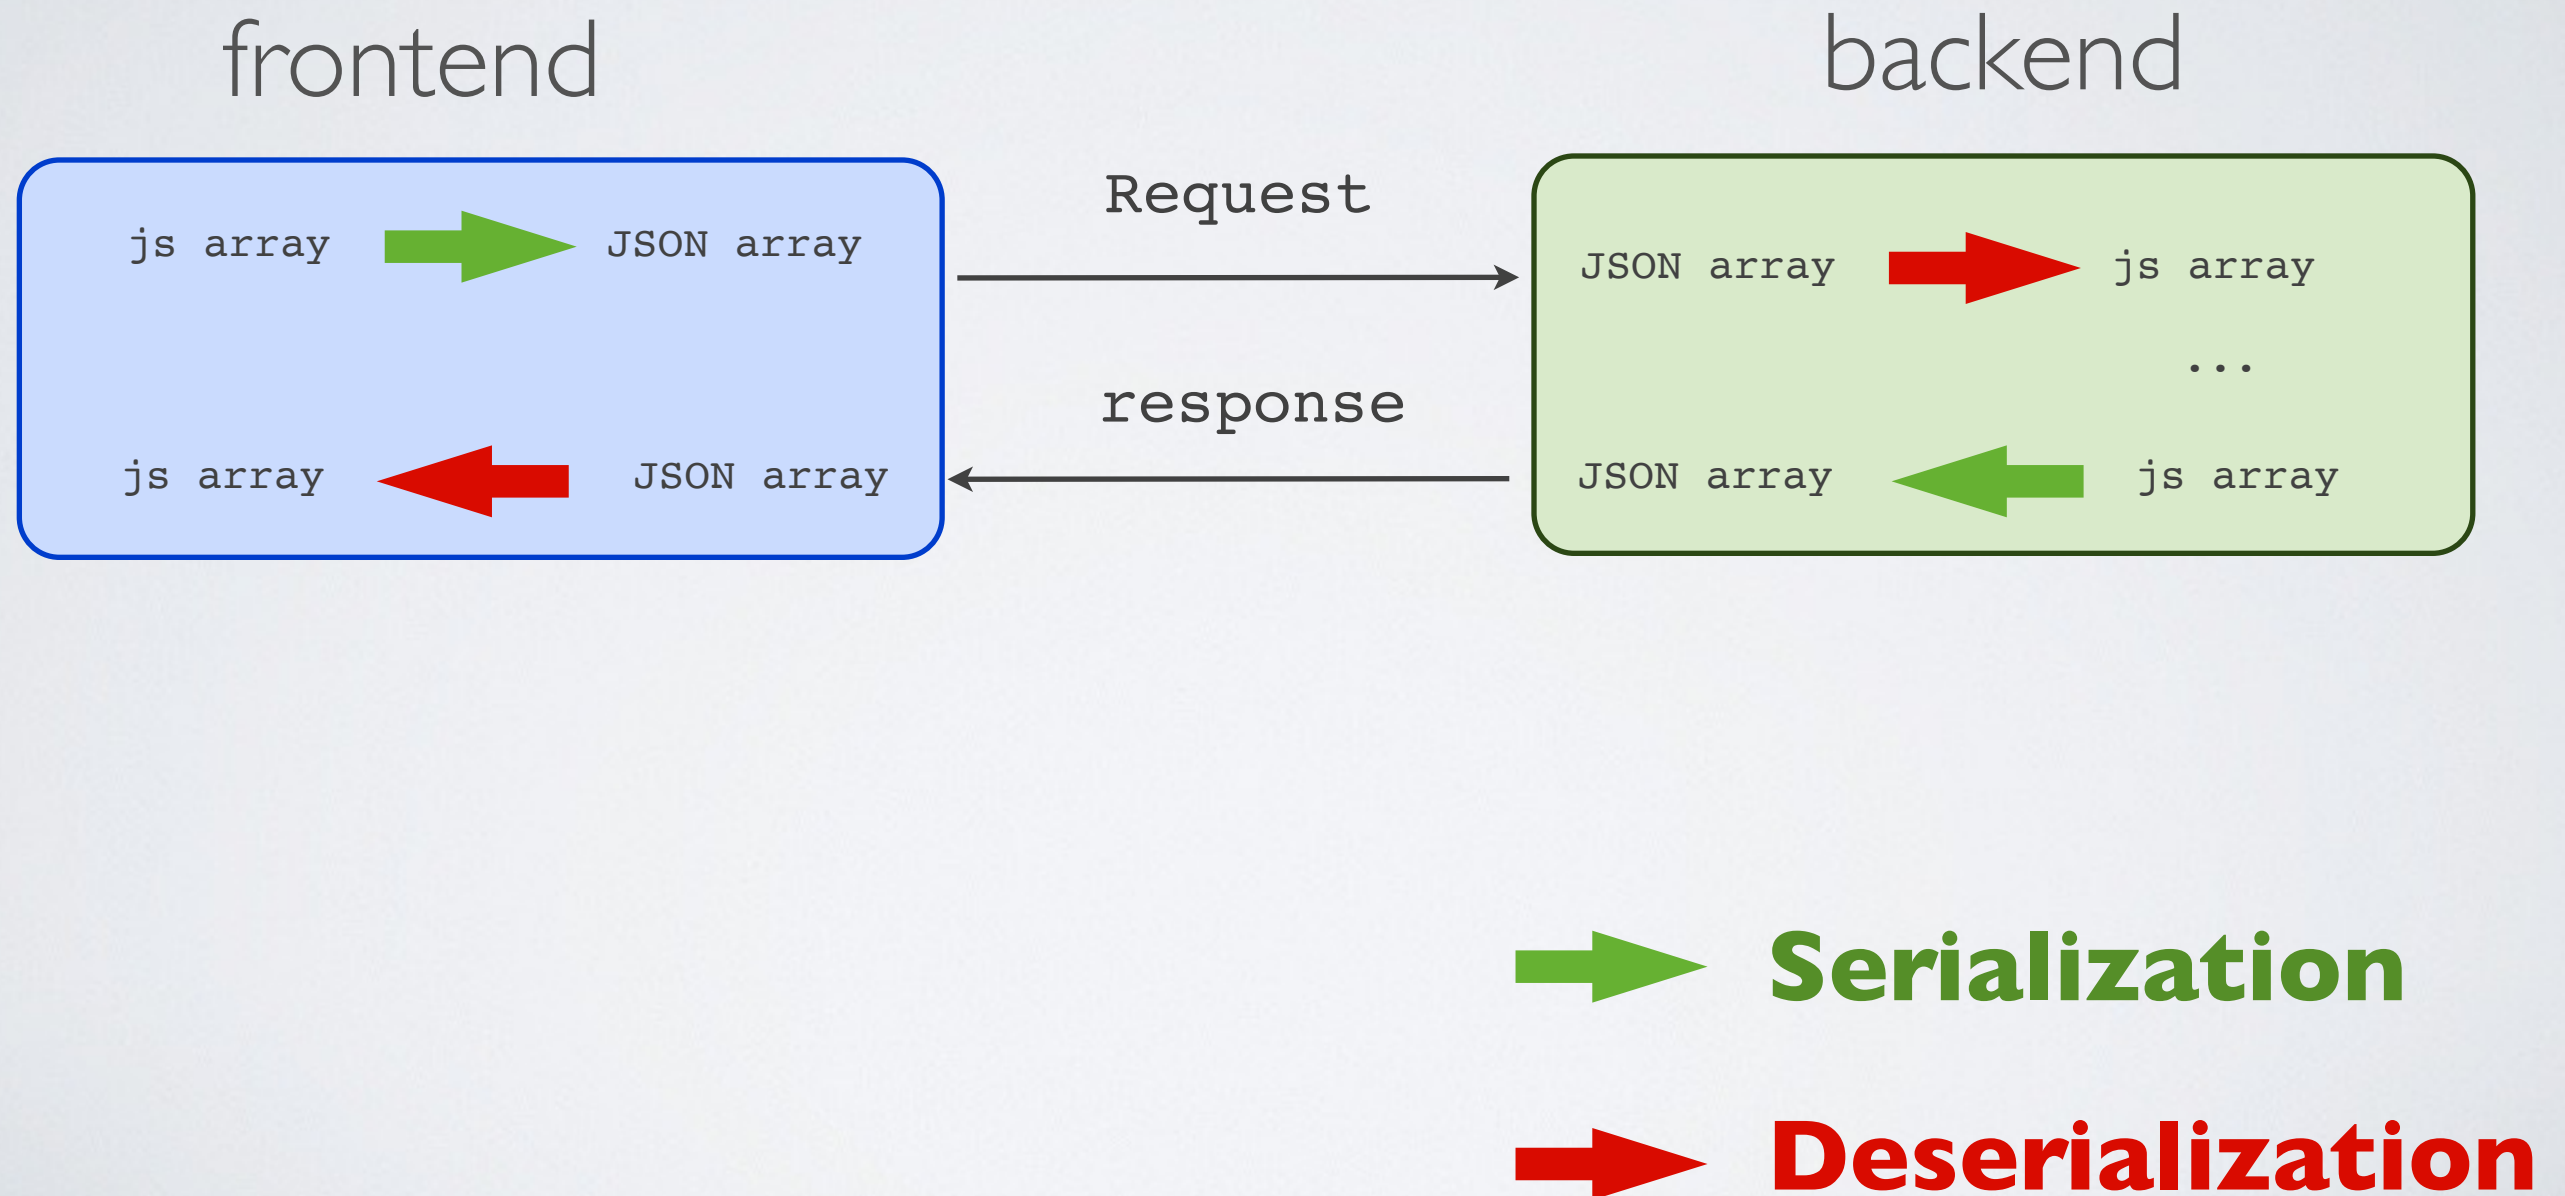 frontend
backend
js array
JSON array
Request
JSON array
js array
...
response
js array
JSON array
JSON array
js array
Serialization
Deserialization